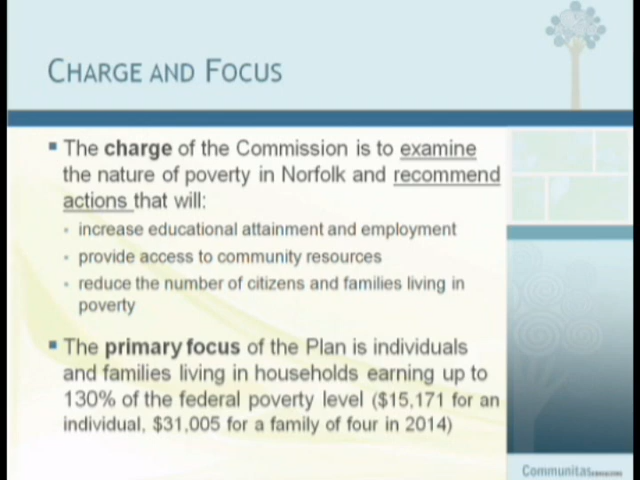 CHARGE AND FOCUS
The charge of the Commission is to examine
the nature of poverty in Norfolk and recommend
actions that will:
increase educational attainment and employment
provide access to community resources
reduce the number of citizens and families living in
poverty
The primary focus of the Plan is individuals
and families living in households earning up to
130% of the federal poverty level ($15,171 for an
individual, $31,005 for a family of four in 2014)
Communitas